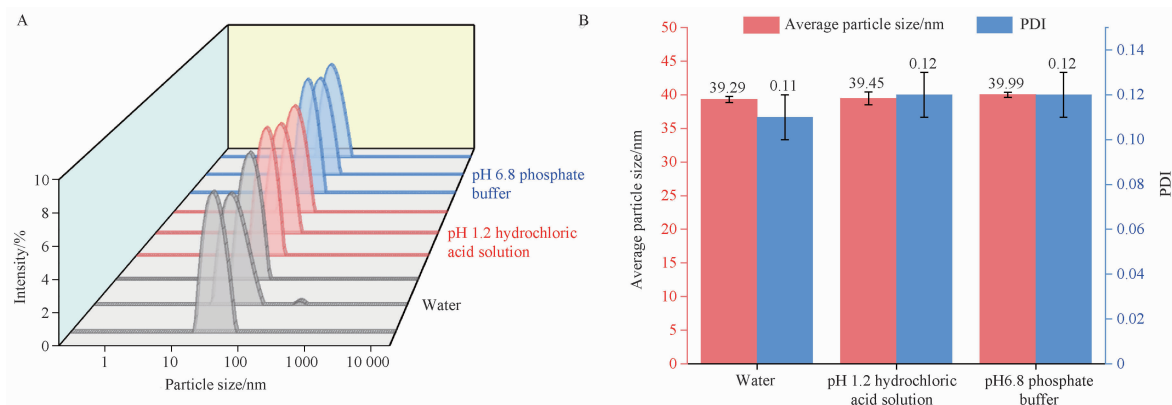 A
10
8
6
4
2
0
Intensity/%
1
10
100
1 000
10 000
Particle size/nm
pH 6.8 phosphate
buffer
pH 1.2 hydrochloric
acid solution
Water
B
Average particle size/nm
PDI
50
45
40
35
30
25
20
15
10
5
0
Average particle size/nm
39.29
0.11
39.45
0.12
39.99
0.12
0.14
0.12
0.10
0.08
0.06
0.04
0.02
0
PDI
Water
pH 1.2 hydrochloric
acid solution
pH6.8 phosphate
buffer